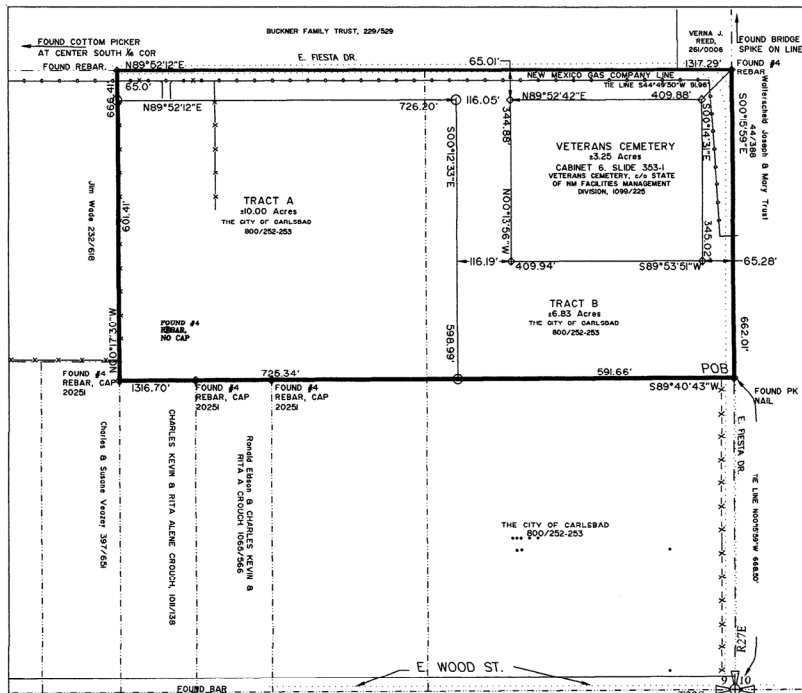 BUCKNER FAMILY TRUST, 229/529
VERNA J.
REED,
261/0006
FOUND COTTOM PICKER
AT CENTER SOUTH 1/16 COR
FOUND BRIDGE
SPIKE ON LINE
E. FIESTA DR.
FOUND REBAR.
N89°52'12"E
65.01'
1317.29'
FOUND #4
REBAR
NEW MEXICO GAS COMPANY LINE
TIE LINE S44°49'50"W 91.96'
666.41'
65.0'
N89°52'12"E
726.20'
116.05'
N89°52'42"E
409.88'
S00°15'59"E
44/388
Walterscheid Joseph & Mary Trust
S00°12'33"E
344.88'
S00°14'31"E
VETERANS CEMETERY
±3.25 Acres
CABINET 6, SLIDE 353-1
VETERANS CEMETERY, c/o STATE
OF NM FACILITIES MANAGEMENT
DIVISION, 1099/225
Jim Wade 232/618
601.41'
TRACT A
±10.00 Acres
THE CITY OF CARLSBAD
800/252-253
N00°13'56"W
345.02'
116.19'
409.94'
S89°53'51"W
65.28'
TRACT B
±6.83 Acres
THE CITY OF CARLSBAD
800/252-253
N00°17'30"W
FOUND #4
REBAR,
NO CAP
598.99'
662.01'
FOUND #4
REBAR, CAP
20251
1316.70'
725.34'
591.66'
POB
S89°40'43"W
FOUND #4
REBAR, CAP
20251
FOUND #4
REBAR, CAP
20251
FOUND PK
NAIL
Charles & Susane Veazey 397/651
CHARLES KEVIN & RITA ALENE CROUCH, 1011/138
Ronald Eldson & CHARLES KEVIN &
RITA A CROUCH 1065/566
E. FIESTA DR.
TIE LINE N00°15'59"W 668.50'
THE CITY OF CARLSBAD
800/252-253
R27E
E. WOOD ST.
FOUND BAR
9
10